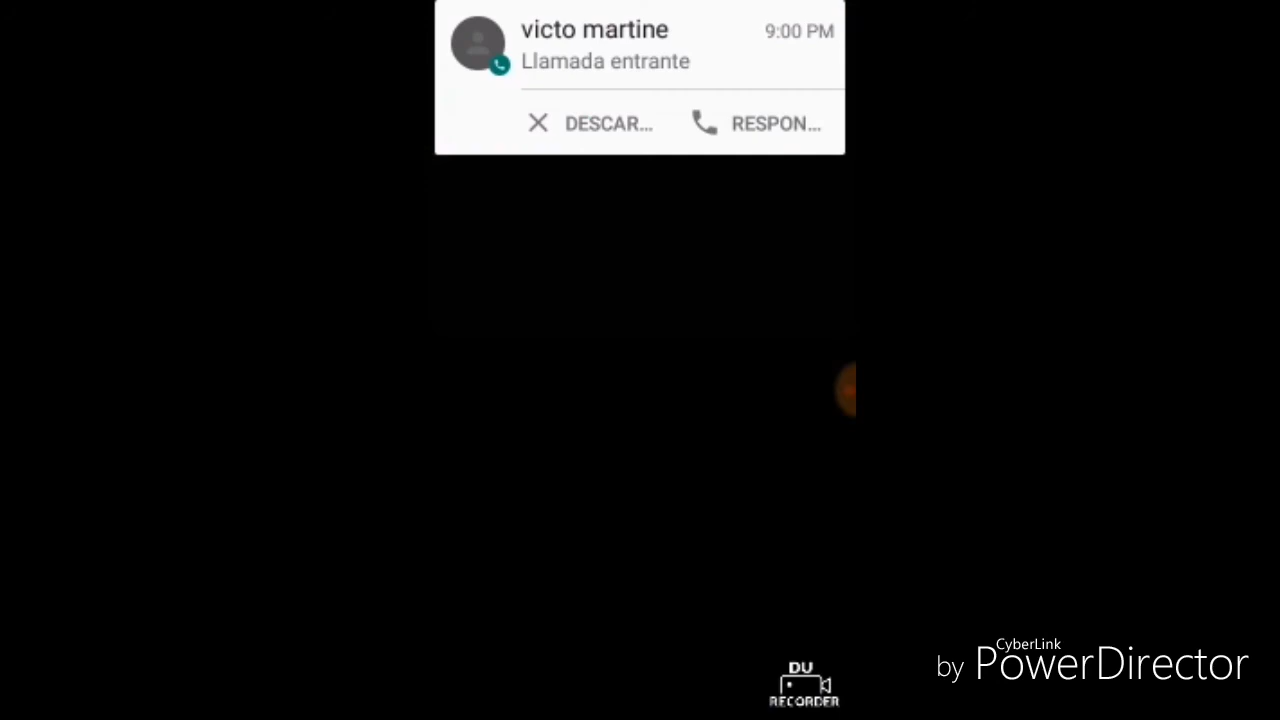 victo martine 9:00 PM
Llamada entrante
DESCAR... RESPON...
CyberLink
by PowerDirector
DU
RECORDER